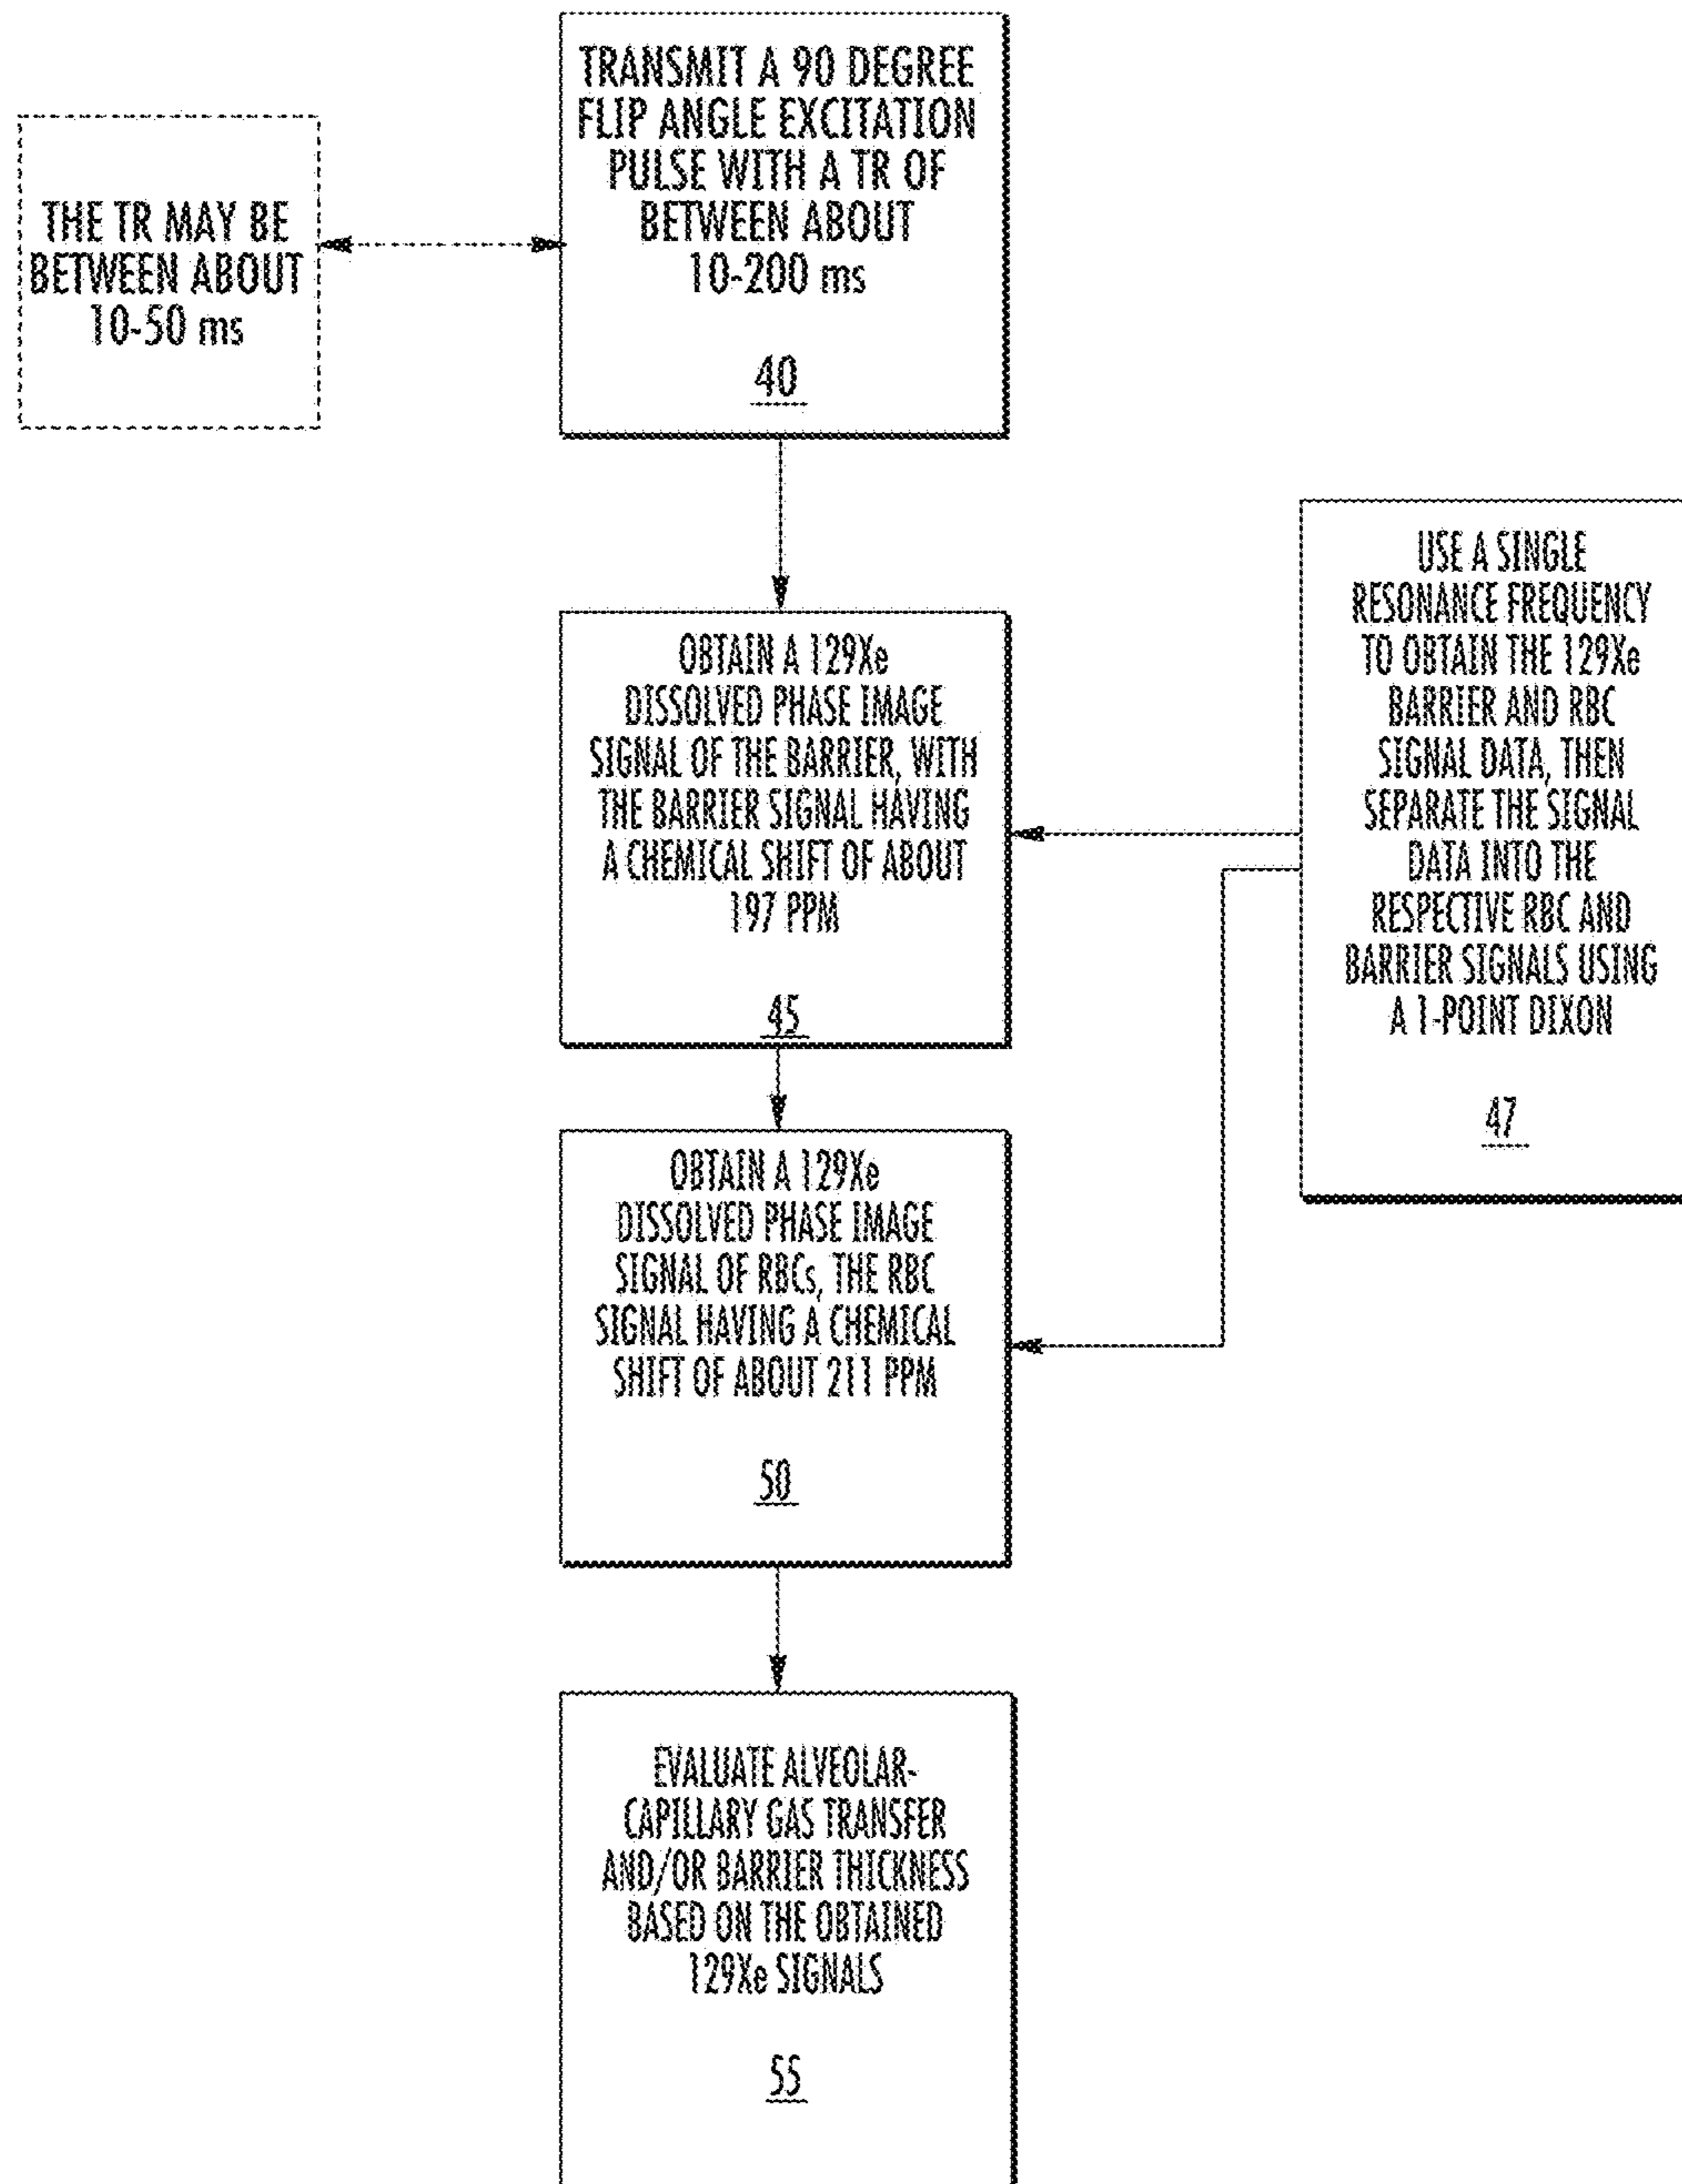 TRANSMIT A 90 DEGREE
FLIP ANGLE EXCITATION
PULSE WITH A TR OF
BETWEEN ABOUT
10-200 ms
40
THE TR MAY BE
BETWEEN ABOUT
10-50 ms
OBTAIN A 129Xe
DISSOLVED PHASE IMAGE
SIGNAL OF THE BARRIER, WITH
THE BARRIER SIGNAL HAVING
A CHEMICAL SHIFT OF ABOUT
197 PPM
45
USE A SINGLE
RESONANCE FREQUENCY
TO OBTAIN THE 129Xe
BARRIER AND RBC
SIGNAL DATA, THEN
SEPARATE THE SIGNAL
DATA INTO THE
RESPECTIVE RBC AND
BARRIER SIGNALS USING
A 1-POINT DIXON
47
OBTAIN A 129Xe
DISSOLVED PHASE IMAGE
SIGNAL OF RBCs, THE RBC
SIGNAL HAVING A CHEMICAL
SHIFT OF ABOUT 211 PPM
50
EVALUATE ALVEOLAR-
CAPILLARY GAS TRANSFER
AND/OR BARRIER THICKNESS
BASED ON THE OBTAINED
129Xe SIGNALS
55